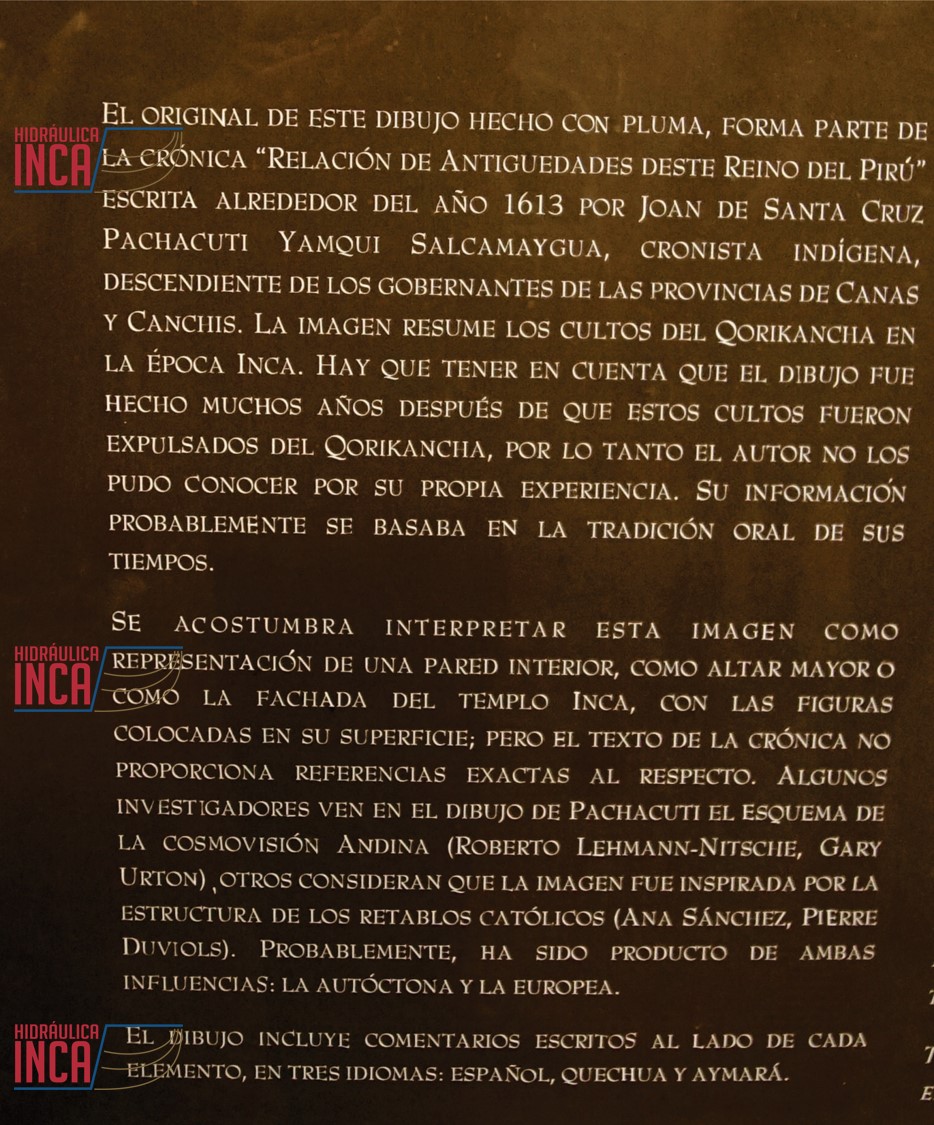 EL ORIGINAL DE ESTE DIBUJO HECHO CON PLUMA, FORMA PARTE DE
LA CRÓNICA “RELACIÓN DE ANTIGUEDADES DESTE REINO DEL PIRÚ”
ESCRITA ALREDEDOR DEL AÑO 1613 POR JOAN DE SANTA CRUZ
PACHACUTI YAMQUI SALCAMAYGUA, CRONISTA INDÍGENA,
DESCENDIENTE DE LOS GOBERNANTES DE LAS PROVINCIAS DE CANAS
Y CANCHIS. LA IMAGEN RESUME LOS CULTOS DEL QORIKANCHA EN
LA ÉPOCA INCA. HAY QUE TENER EN CUENTA QUE EL DIBUJO FUE
HECHO MUCHOS AÑOS DESPUÉS DE QUE ESTOS CULTOS FUERON
EXPULSADOS DEL QORIKANCHA, POR LO TANTO EL AUTOR NO LOS
PUDO CONOCER POR SU PROPIA EXPERIENCIA. SU INFORMACIÓN
PROBABLEMENTE SE BASABA EN LA TRADICIÓN ORAL DE SUS
TIEMPOS.
SE ACOSTUMBRA INTERPRETAR ESTA IMAGEN COMO
REPRESENTACIÓN DE UNA PARED INTERIOR, COMO ALTAR MAYOR O
COMO LA FACHADA DEL TEMPLO INCA, CON LAS FIGURAS
COLOCADAS EN SU SUPERFICIE; PERO EL TEXTO DE LA CRÓNICA NO
PROPORCIONA REFERENCIAS EXACTAS AL RESPECTO. ALGUNOS
INVESTIGADORES VEN EN EL DIBUJO DE PACHACUTI EL ESQUEMA DE
LA COSMOVISIÓN ANDINA (ROBERTO LEHMANN-NITSCHE, GARY
URTON) ,OTROS CONSIDERAN QUE LA IMAGEN FUE INSPIRADA POR LA
ESTRUCTURA DE LOS RETABLOS CATÓLICOS (ANA SÁNCHEZ, PIERRE
DUVIOLS). PROBABLEMENTE, HA SIDO PRODUCTO DE AMBAS
INFLUENCIAS: LA AUTÓCTONA Y LA EUROPEA.
EL DIBUJO INCLUYE COMENTARIOS ESCRITOS AL LADO DE CADA
ELEMENTO, EN TRES IDIOMAS: ESPAÑOL, QUECHUA Y AYMARÁ.
HIDRÁULICA
INCA
HIDRÁULICA
INCA
HIDRÁULICA
INCA